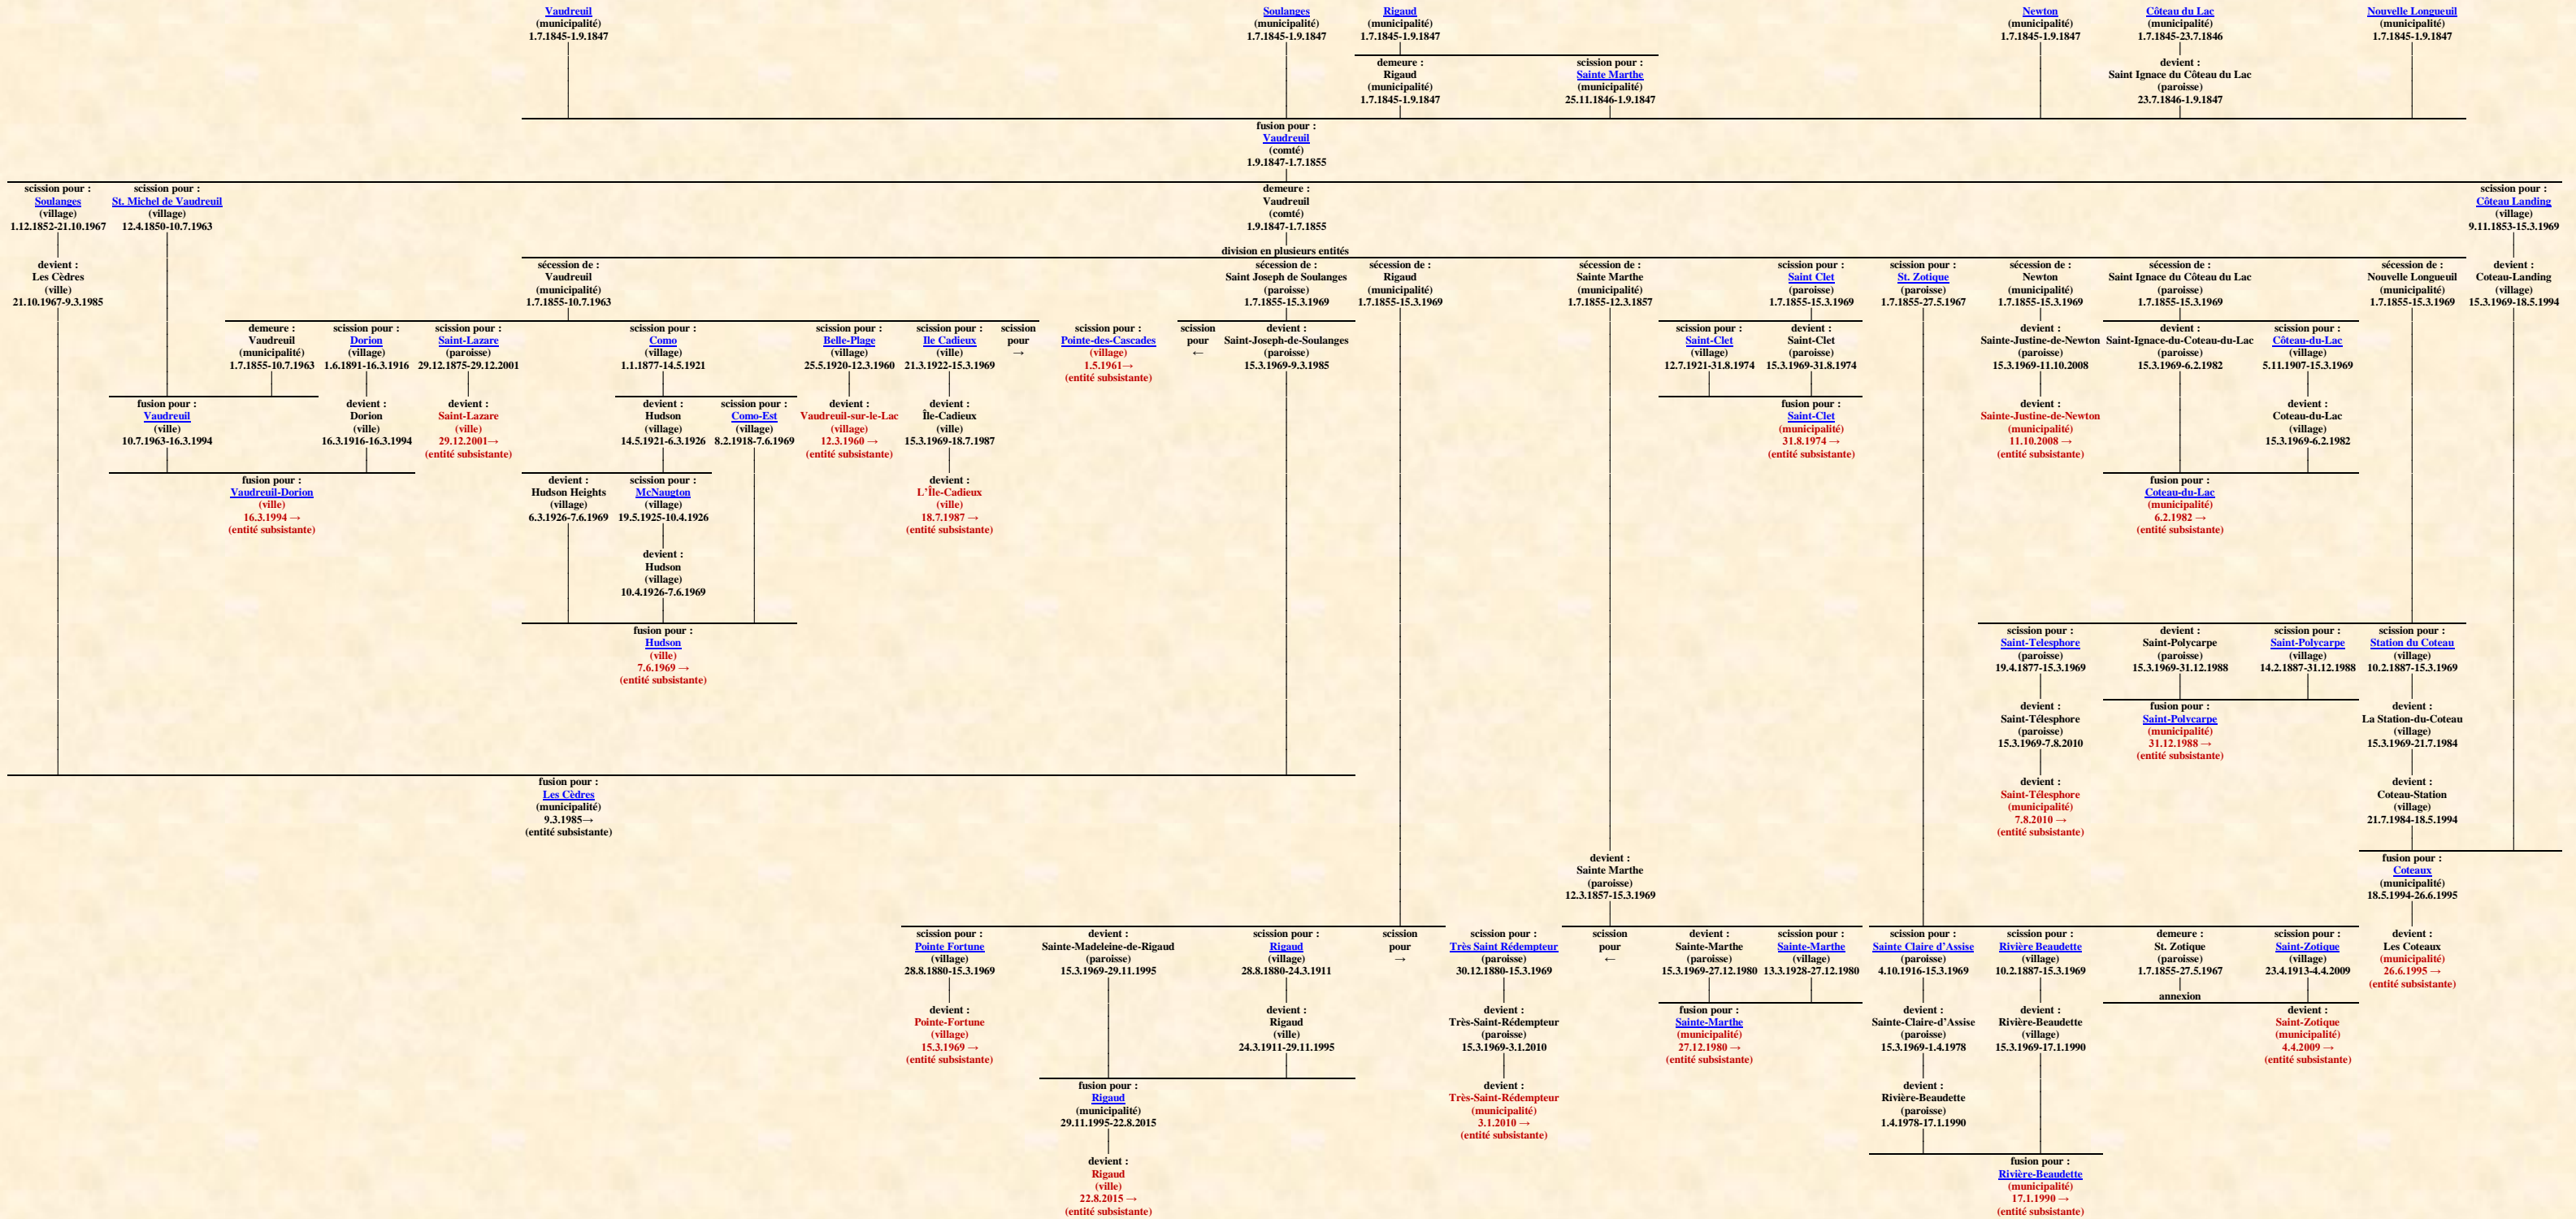 Vaudreuil
(municipalité)
1.7.1845-1.9.1847
Soulanges
(municipalité)
1.7.1845-1.9.1847
Rigaud
(municipalité)
1.7.1845-1.9.1847
Newton
(municipalité)
1.7.1845-1.9.1847
Côteau du Lac
(municipalité)
1.7.1845-23.7.1846
Nouvelle Longueuil
(municipalité)
1.7.1845-1.9.1847
demeure :
Rigaud
(municipalité)
1.7.1845-1.9.1847
scission pour :
Sainte Marthe
(municipalité)
25.11.1846-1.9.1847
devient :
Saint Ignace du Côteau du Lac
(paroisse)
23.7.1846-1.9.1847
fusion pour :
Vaudreuil
(comté)
1.9.1847-1.7.1855
scission pour :
Soulanges
(village)
1.12.1852-21.10.1967
scission pour :
St. Michel de Vaudreuil
(village)
12.4.1850-10.7.1963
demeure :
Vaudreuil
(comté)
1.9.1847-1.7.1855
scission pour :
Côteau Landing
(village)
9.11.1853-15.3.1969
division en plusieurs entités
devient :
Les Cèdres
(ville)
21.10.1967-9.3.1985
sécession de :
Vaudreuil
(municipalité)
1.7.1855-10.7.1963
sécession de :
Saint Joseph de Soulanges
(paroisse)
1.7.1855-15.3.1969
sécession de :
Rigaud
(municipalité)
1.7.1855-15.3.1969
sécession de :
Sainte Marthe
(municipalité)
1.7.1855-12.3.1857
scission pour :
Saint Clet
(paroisse)
1.7.1855-15.3.1969
scission pour :
St. Zotique
(paroisse)
1.7.1855-27.5.1967
sécession de :
Newton
(municipalité)
1.7.1855-15.3.1969
sécession de :
Saint Ignace du Côteau du Lac
(paroisse)
1.7.1855-15.3.1969
sécession de :
Nouvelle Longueuil
(municipalité)
1.7.1855-15.3.1969
devient :
Coteau-Landing
(village)
15.3.1969-18.5.1994
demeure :
Vaudreuil
(municipalité)
1.7.1855-10.7.1963
scission pour :
Dorion
(village)
1.6.1891-16.3.1916
scission pour :
Saint-Lazare
(paroisse)
29.12.1875-29.12.2001
scission pour :
Como
(village)
1.1.1877-14.5.1921
scission pour :
Belle-Plage
(village)
25.5.1920-12.3.1960
scission pour :
Ile Cadieux
(ville)
21.3.1922-15.3.1969
scission
pour
→
scission pour :
Pointe-des-Cascades
(village)
1.5.1961→
(entité subsistante)
scission
pour
←
devient :
Saint-Joseph-de-Soulanges
(paroisse)
15.3.1969-9.3.1985
scission pour :
Saint-Clet
(village)
12.7.1921-31.8.1974
devient :
Saint-Clet
(paroisse)
15.3.1969-31.8.1974
devient :
Sainte-Justine-de-Newton
(paroisse)
15.3.1969-11.10.2008
devient :
Saint-Ignace-du-Coteau-du-Lac
(paroisse)
15.3.1969-6.2.1982
scission pour :
Côteau-du-Lac
(village)
5.11.1907-15.3.1969
fusion pour :
Vaudreuil
(ville)
10.7.1963-16.3.1994
devient :
Dorion
(ville)
16.3.1916-16.3.1994
devient :
Saint-Lazare
(ville)
29.12.2001→
(entité subsistante)
devient :
Hudson
(village)
14.5.1921-6.3.1926
scission pour :
Como-Est
(village)
8.2.1918-7.6.1969
devient :
Vaudreuil-sur-le-Lac
(village)
12.3.1960 →
(entité subsistante)
devient :
Île-Cadieux
(ville)
15.3.1969-18.7.1987
fusion pour :
Saint-Clet
(municipalité)
31.8.1974 →
(entité subsistante)
devient :
Sainte-Justine-de-Newton
(municipalité)
11.10.2008 →
(entité subsistante)
devient :
Coteau-du-Lac
(village)
15.3.1969-6.2.1982
fusion pour :
Vaudreuil-Dorion
(ville)
16.3.1994 →
(entité subsistante)
devient :
Hudson Heights
(village)
6.3.1926-7.6.1969
scission pour :
McNaugton
(village)
19.5.1925-10.4.1926
devient :
L'Île-Cadieux
(ville)
18.7.1987 →
(entité subsistante)
fusion pour :
Coteau-du-Lac
(municipalité)
6.2.1982 →
(entité subsistante)
devient :
Hudson
(village)
10.4.1926-7.6.1969
fusion pour :
Hudson
(ville)
7.6.1969 →
(entité subsistante)
scission pour :
Saint-Telesphore
(paroisse)
19.4.1877-15.3.1969
devient :
Saint-Polycarpe
(paroisse)
15.3.1969-31.12.1988
scission pour :
Saint-Polycarpe
(village)
14.2.1887-31.12.1988
scission pour :
Station du Coteau
(village)
10.2.1887-15.3.1969
devient :
Saint-Télesphore
(paroisse)
15.3.1969-7.8.2010
fusion pour :
Saint-Polycarpe
(municipalité)
31.12.1988 →
(entité subsistante)
devient :
La Station-du-Coteau
(village)
15.3.1969-21.7.1984
fusion pour :
Les Cèdres
(municipalité)
9.3.1985→
(entité subsistante)
devient :
Saint-Télesphore
(municipalité)
7.8.2010 →
(entité subsistante)
devient :
Coteau-Station
(village)
21.7.1984-18.5.1994
devient :
Sainte Marthe
(paroisse)
12.3.1857-15.3.1969
fusion pour :
Coteaux
(municipalité)
18.5.1994-26.6.1995
scission pour :
Pointe Fortune
(village)
28.8.1880-15.3.1969
devient :
Sainte-Madeleine-de-Rigaud
(paroisse)
15.3.1969-29.11.1995
scission pour :
Rigaud
(village)
28.8.1880-24.3.1911
scission
pour
→
scission pour :
Très Saint Rédempteur
(paroisse)
30.12.1880-15.3.1969
scission
pour
←
devient :
Sainte-Marthe
(paroisse)
15.3.1969-27.12.1980
scission pour :
Sainte-Marthe
(village)
13.3.1928-27.12.1980
scission pour :
Sainte Claire d'Assise
(paroisse)
4.10.1916-15.3.1969
scission pour :
Rivière Beaudette
(village)
10.2.1887-15.3.1969
demeure :
St. Zotique
(paroisse)
1.7.1855-27.5.1967
scission pour :
Saint-Zotique
(village)
23.4.1913-4.4.2009
devient :
Les Coteaux
(municipalité)
26.6.1995 →
(entité subsistante)
annexion
devient :
Pointe-Fortune
(village)
15.3.1969 →
(entité subsistante)
devient :
Rigaud
(ville)
24.3.1911-29.11.1995
devient :
Très-Saint-Rédempteur
(paroisse)
15.3.1969-3.1.2010
fusion pour :
Sainte-Marthe
(municipalité)
27.12.1980 →
(entité subsistante)
devient :
Sainte-Claire-d'Assise
(paroisse)
15.3.1969-1.4.1978
devient :
Rivière-Beaudette
(village)
15.3.1969-17.1.1990
devient :
Saint-Zotique
(municipalité)
4.4.2009 →
(entité subsistante)
fusion pour :
Rigaud
(municipalité)
29.11.1995-22.8.2015
devient :
Très-Saint-Rédempteur
(municipalité)
3.1.2010 →
(entité subsistante)
devient :
Rivière-Beaudette
(paroisse)
1.4.1978-17.1.1990
devient :
Rigaud
(ville)
22.8.2015 →
(entité subsistante)
fusion pour :
Rivière-Beaudette
(municipalité)
17.1.1990 →
(entité subsistante)